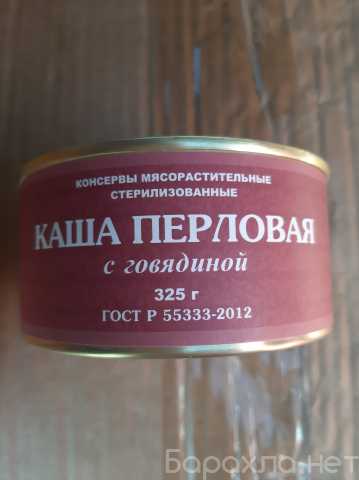 КОНСЕРВЫ МЯСОРАСТИТЕЛЬНЫЕ
СТЕРИЛИЗОВАННЫЕ
КАША ПЕРЛОВАЯ
с говядиной
325 г
ГОСТ Р 55333-2012
Барахла.нет